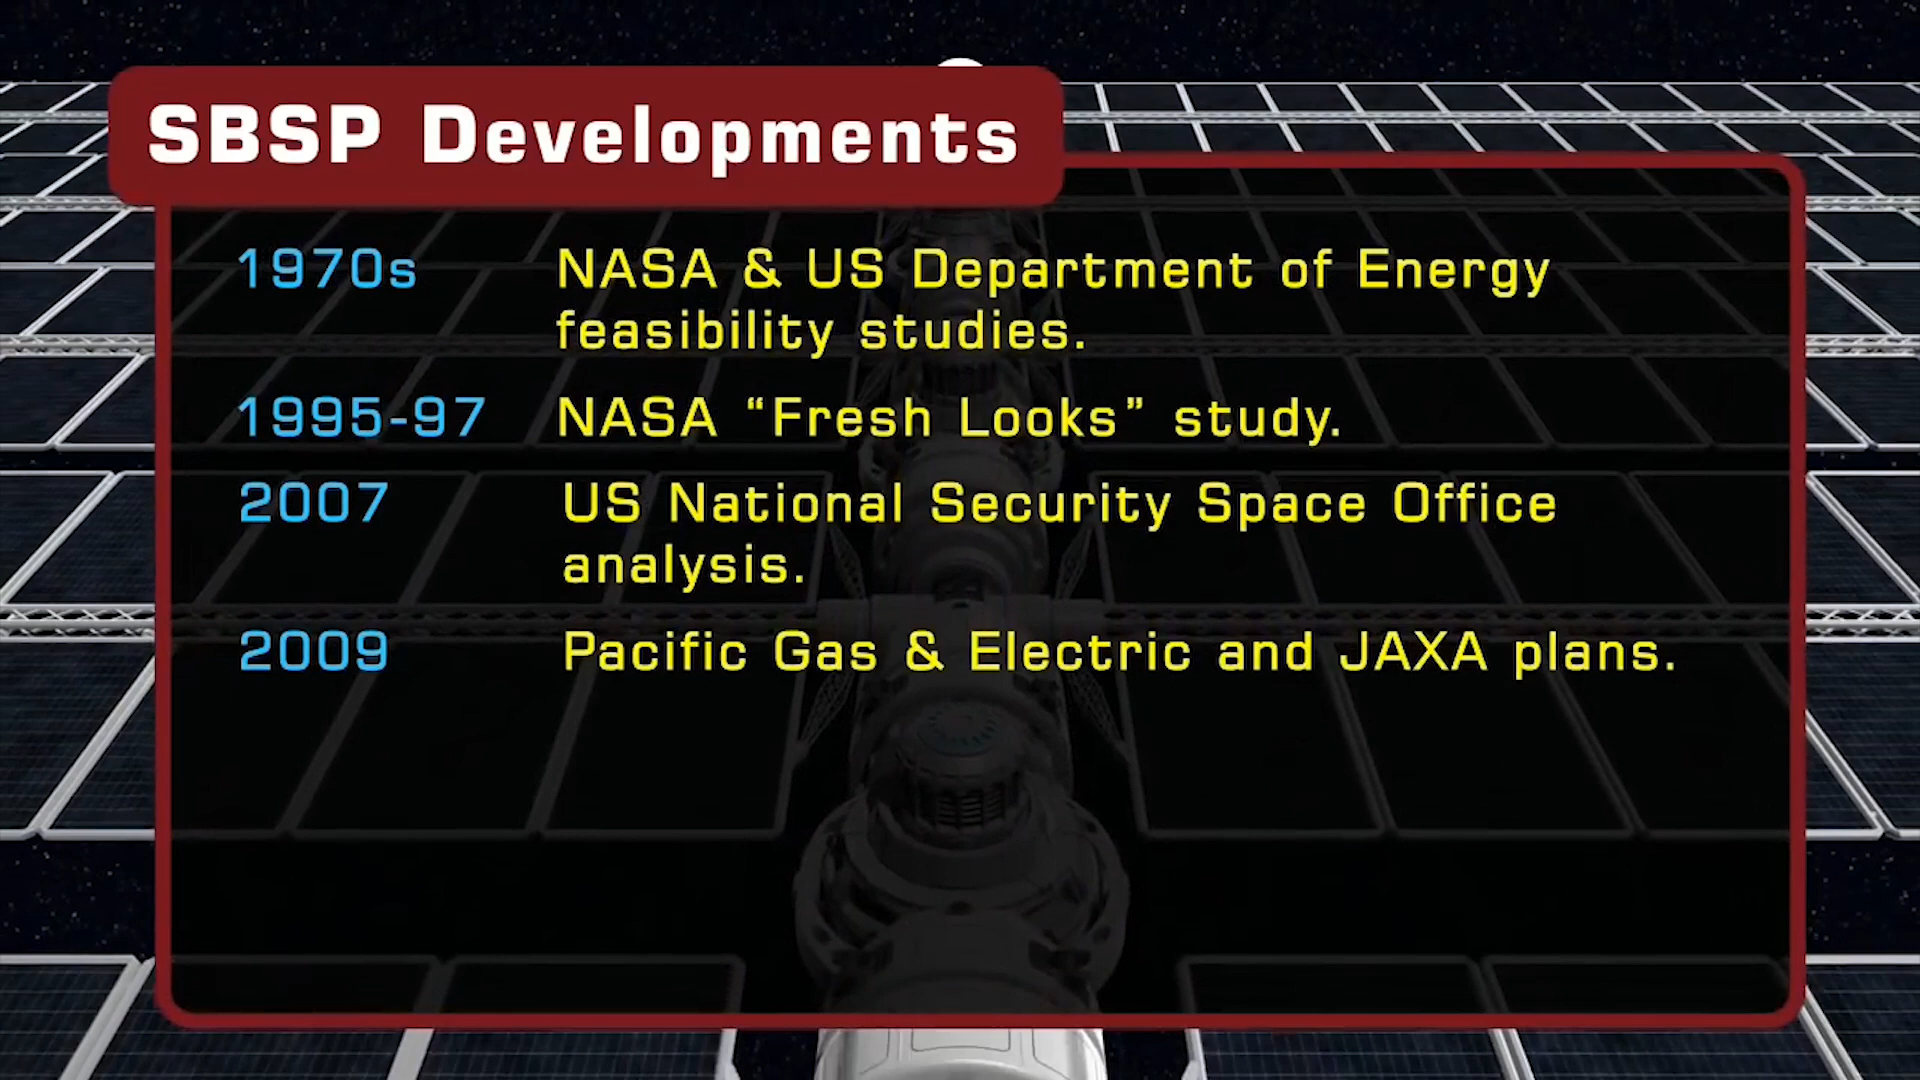 SBSP Developments
1970s NASA & US Department of Energy
feasibility studies.
1995-97 NASA “Fresh Looks” study.
2007 US National Security Space Office
analysis.
2009 Pacific Gas & Electric and JAXA plans.